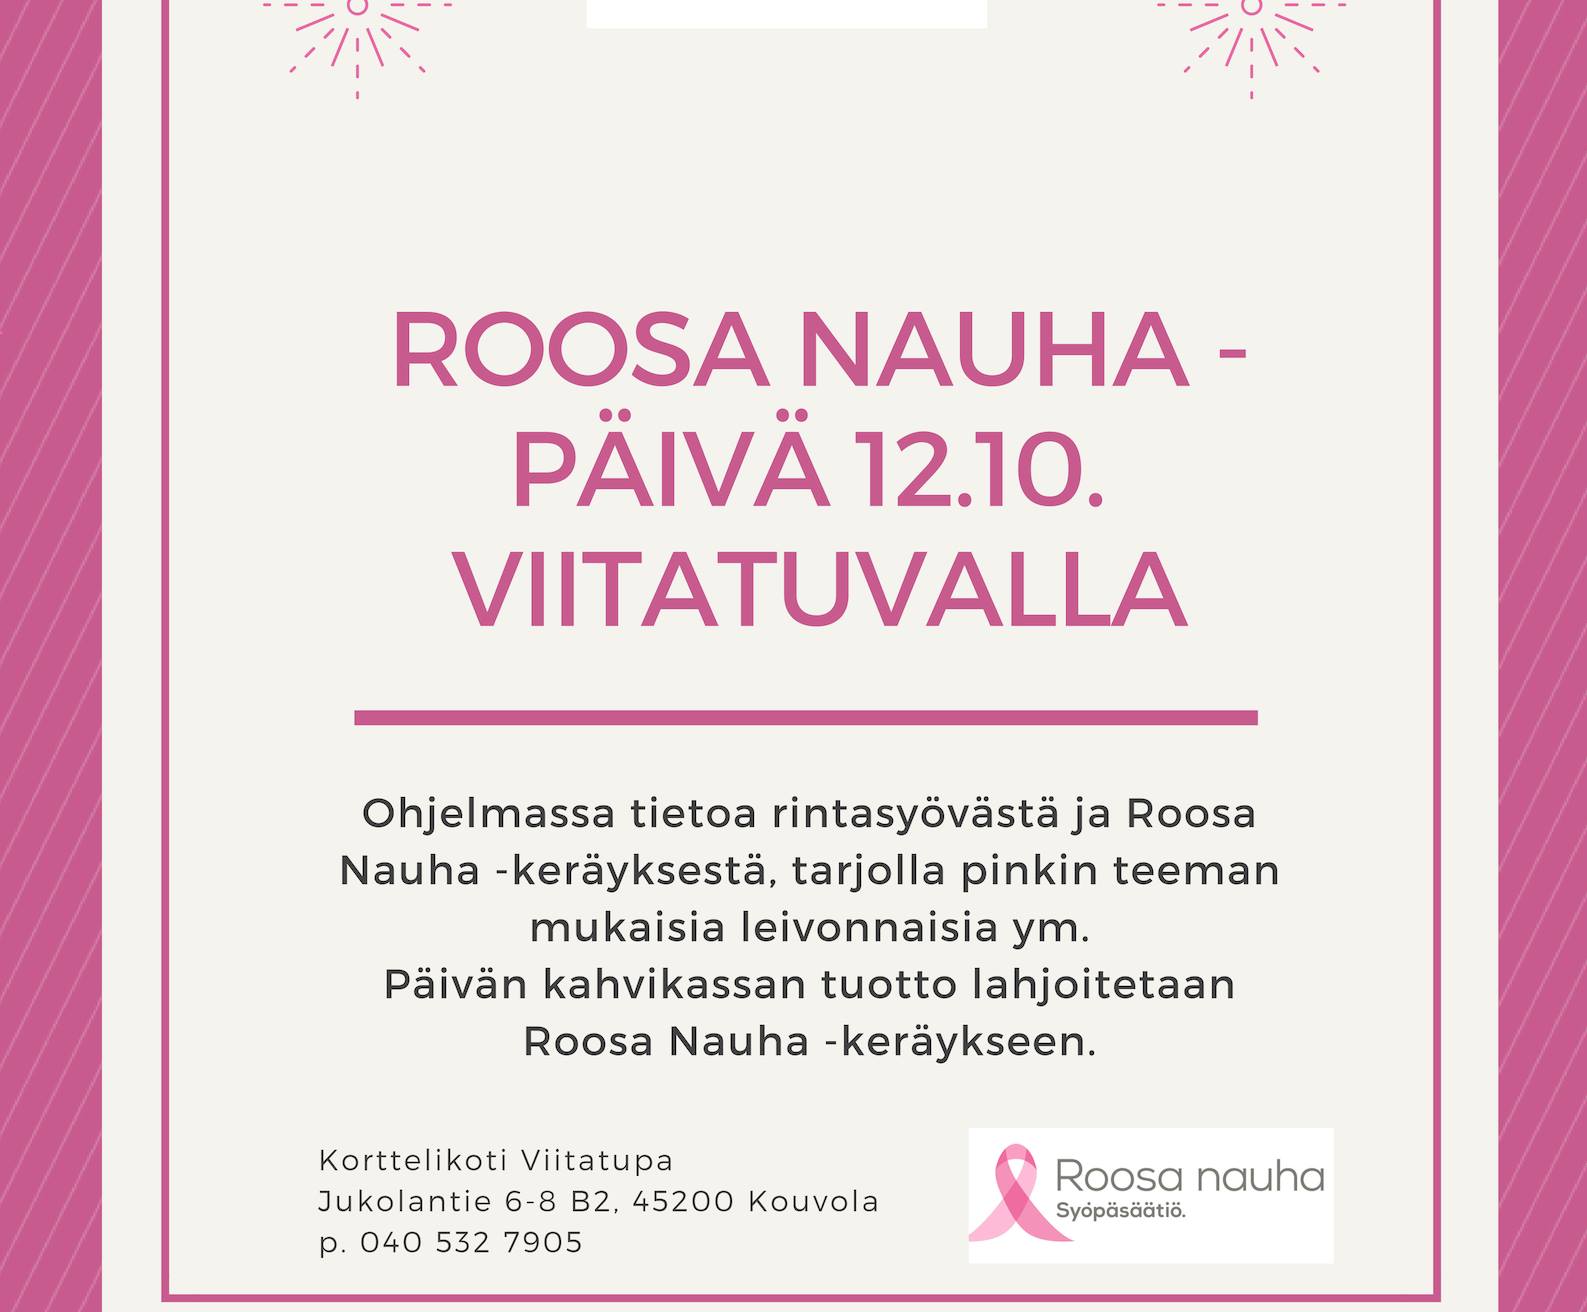 ROOSA NAUHA -
PÄIVÄ 12.10.
VIITATUVALLA
Ohjelmassa tietoa rintasyövästä ja Roosa
Nauha -keräyksestä, tarjolla pinkin teeman
mukaisia leivonnaisia ym.
Päivän kahvikassan tuotto lahjoitetaan
Roosa Nauha -keräykseen.
Korttelikoti Viitatupa
Jukolantie 6-8 B2, 45200 Kouvola
p. 040 532 7905
Roosa nauha
Syöpäsäätiö.